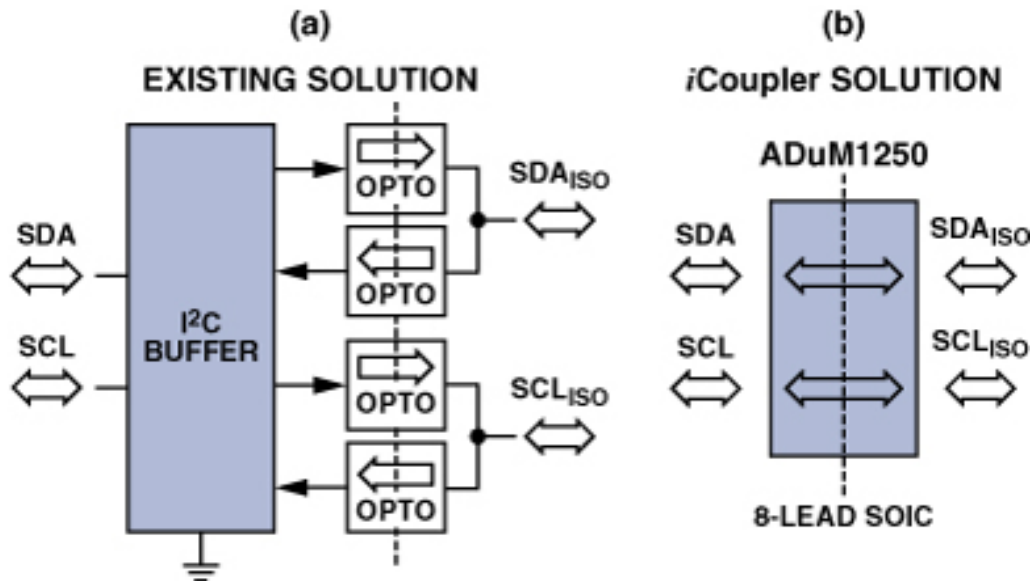 (a)
EXISTING SOLUTION
SDA
SCL
I²C
BUFFER
OPTO
OPTO
OPTO
OPTO
SDA_ISO
SCL_ISO
(b)
iCoupler SOLUTION
ADuM1250
SDA
SCL
SDA_ISO
SCL_ISO
8-LEAD SOIC